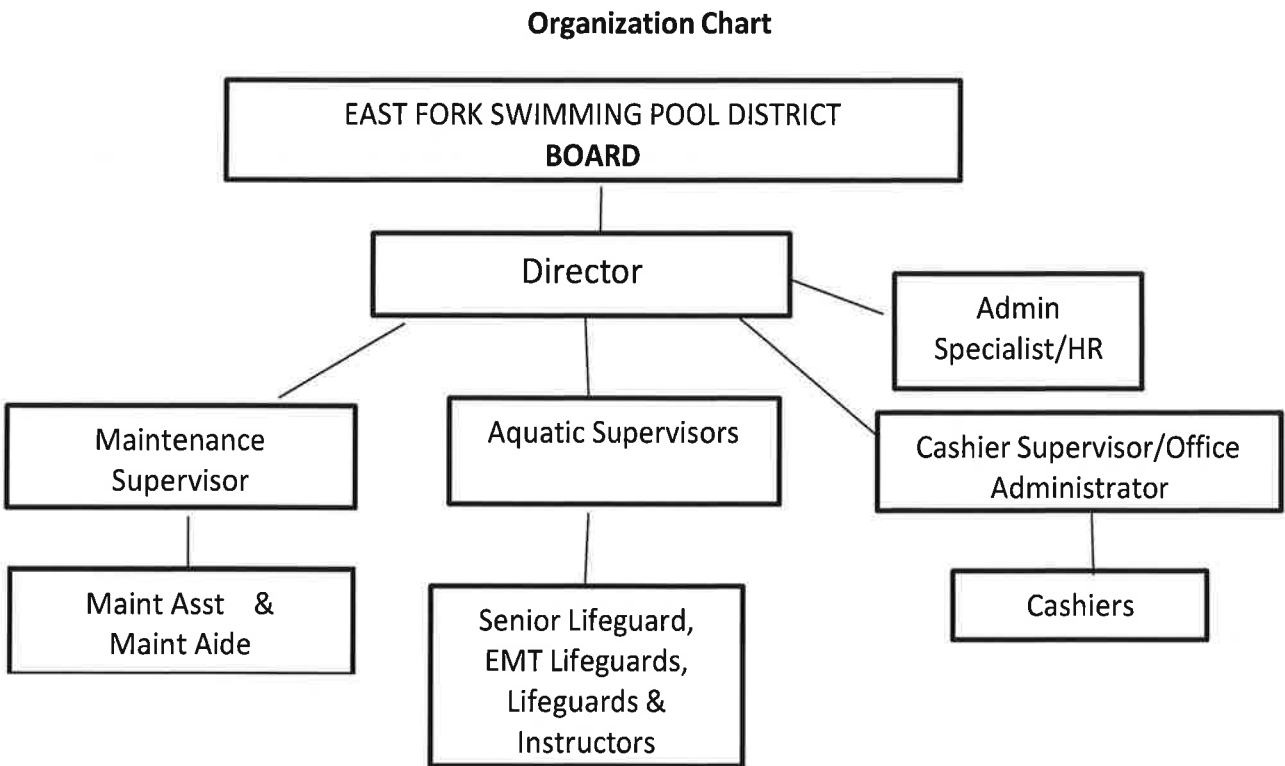 Organization Chart
EAST FORK SWIMMING POOL DISTRICT
BOARD
Director
Admin
Specialist/HR
Maintenance
Supervisor
Aquatic Supervisors
Cashier Supervisor/Office
Administrator
Maint Asst & 
Maint Aide
Senior Lifeguard,
EMT Lifeguards,
Lifeguards &
Instructors
Cashiers